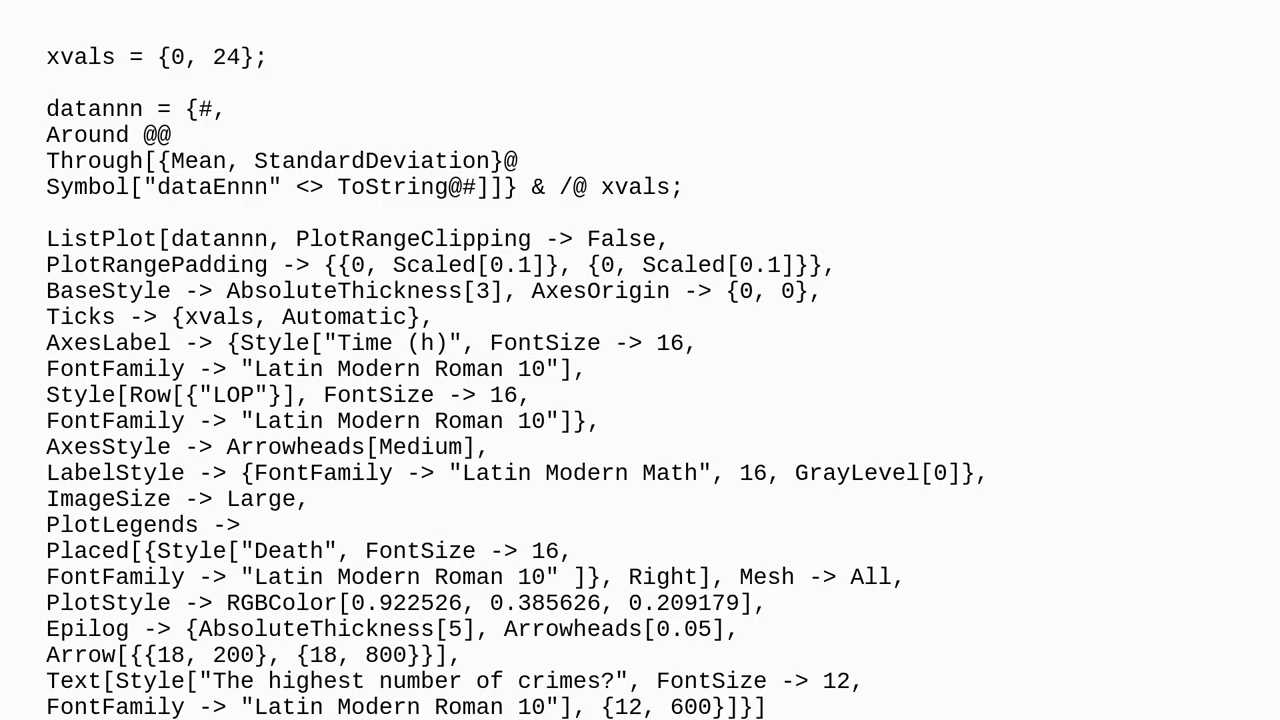 xvals = {0, 24};
datannn = {#,
Around @@
Through[{Mean, StandardDeviation}@
Symbol["dataEnnn" <> ToString@#]]} & /@ xvals;
ListPlot[datannn, PlotRangeClipping -> False,
PlotRangePadding -> {{0, Scaled[0.1]}, {0, Scaled[0.1]}},
BaseStyle -> AbsoluteThickness[3], AxesOrigin -> {0, 0},
Ticks -> {xvals, Automatic},
AxesLabel -> {Style["Time (h)", FontSize -> 16,
FontFamily -> "Latin Modern Roman 10"],
Style[Row[{"LOP"}], FontSize -> 16,
FontFamily -> "Latin Modern Roman 10"]},
AxesStyle -> Arrowheads[Medium],
LabelStyle -> {FontFamily -> "Latin Modern Math", 16, GrayLevel[0]},
ImageSize -> Large,
PlotLegends ->
Placed[{Style["Death", FontSize -> 16,
FontFamily -> "Latin Modern Roman 10" ]}, Right], Mesh -> All,
PlotStyle -> RGBColor[0.922526, 0.385626, 0.209179],
Epilog -> {AbsoluteThickness[5], Arrowheads[0.05],
Arrow[{{18, 200}, {18, 800}}],
Text[Style["The highest number of crimes?", FontSize -> 12,
FontFamily -> "Latin Modern Roman 10"], {12, 600}]}]